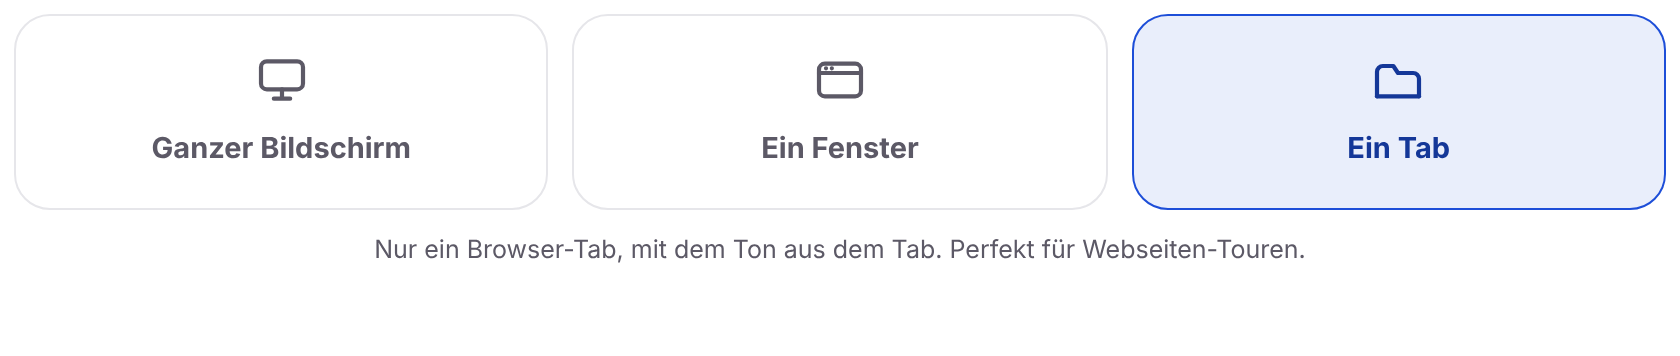 Ganzer Bildschirm
Ein Fenster
Ein Tab
Nur ein Browser-Tab, mit dem Ton aus dem Tab. Perfekt für Webseiten-Touren.